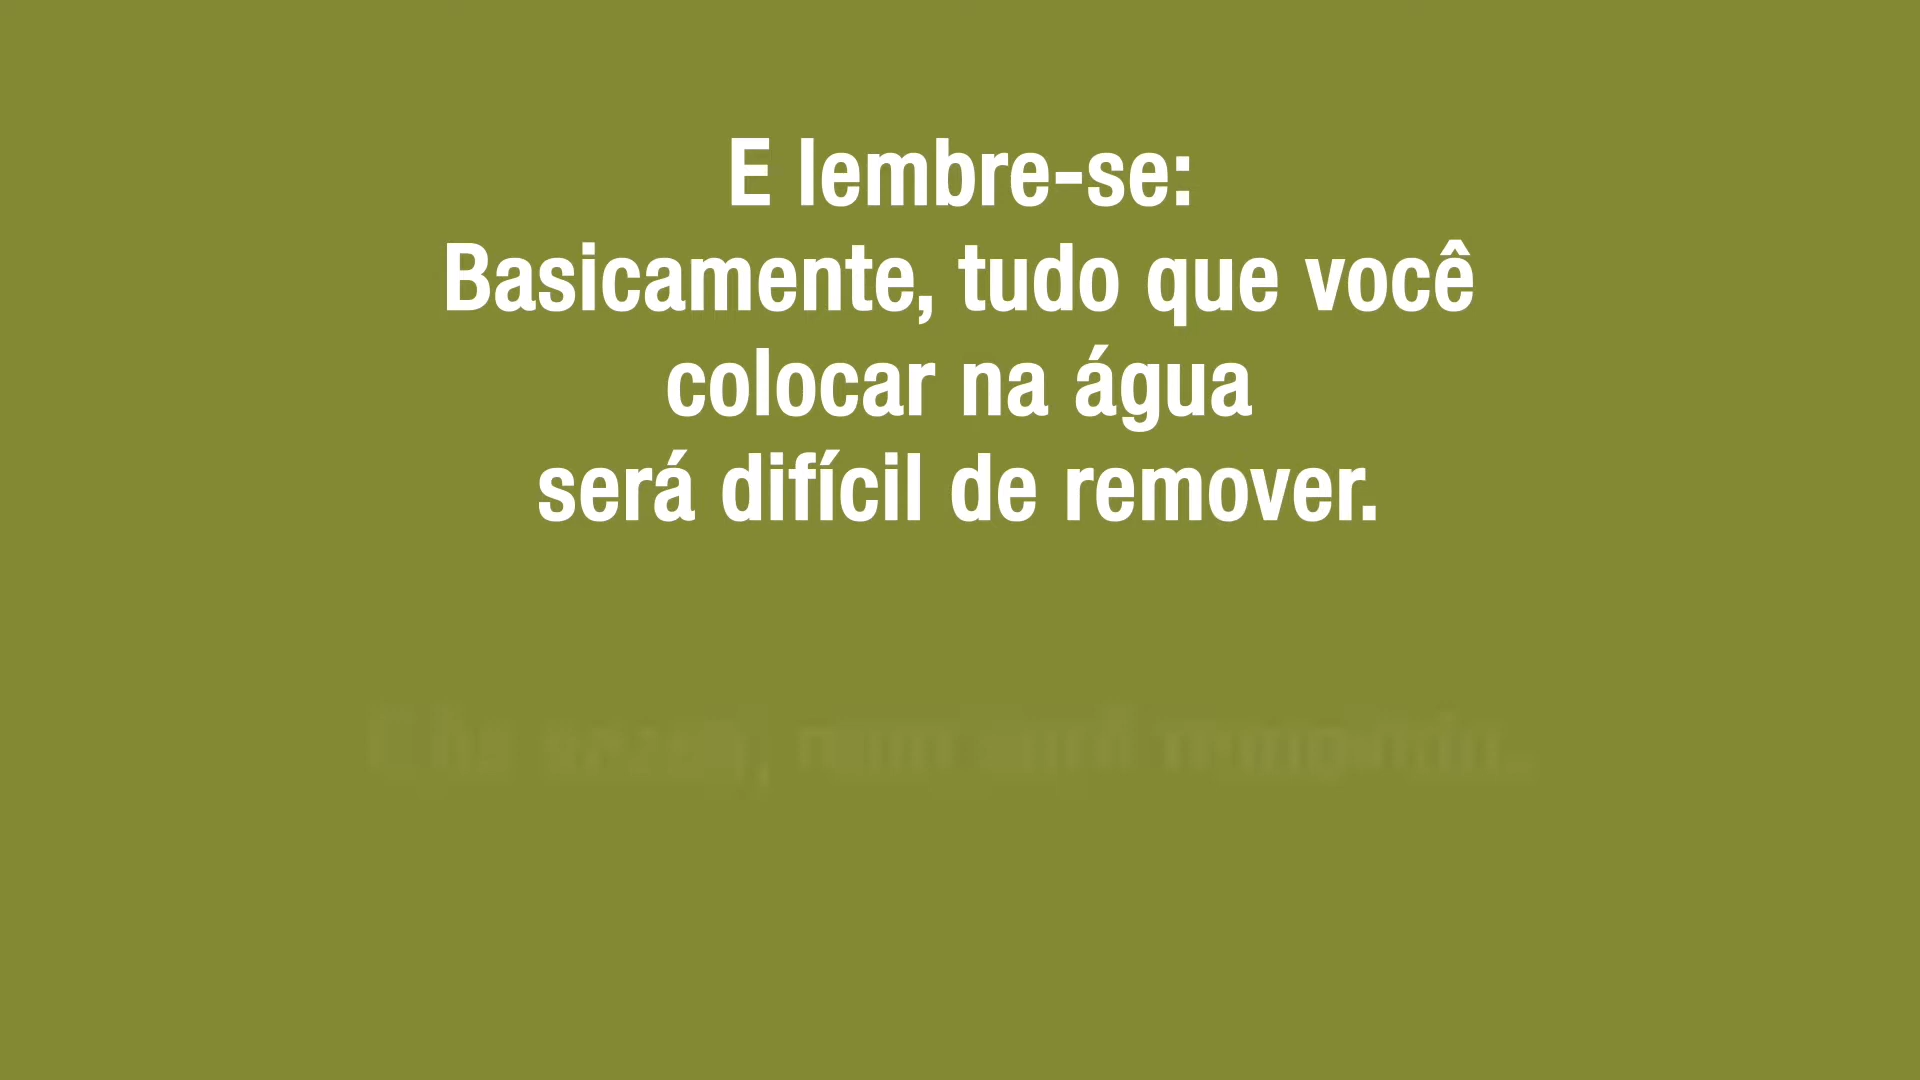 E lembre-se:
Basicamente, tudo que você
colocar na água
será difícil de remover.